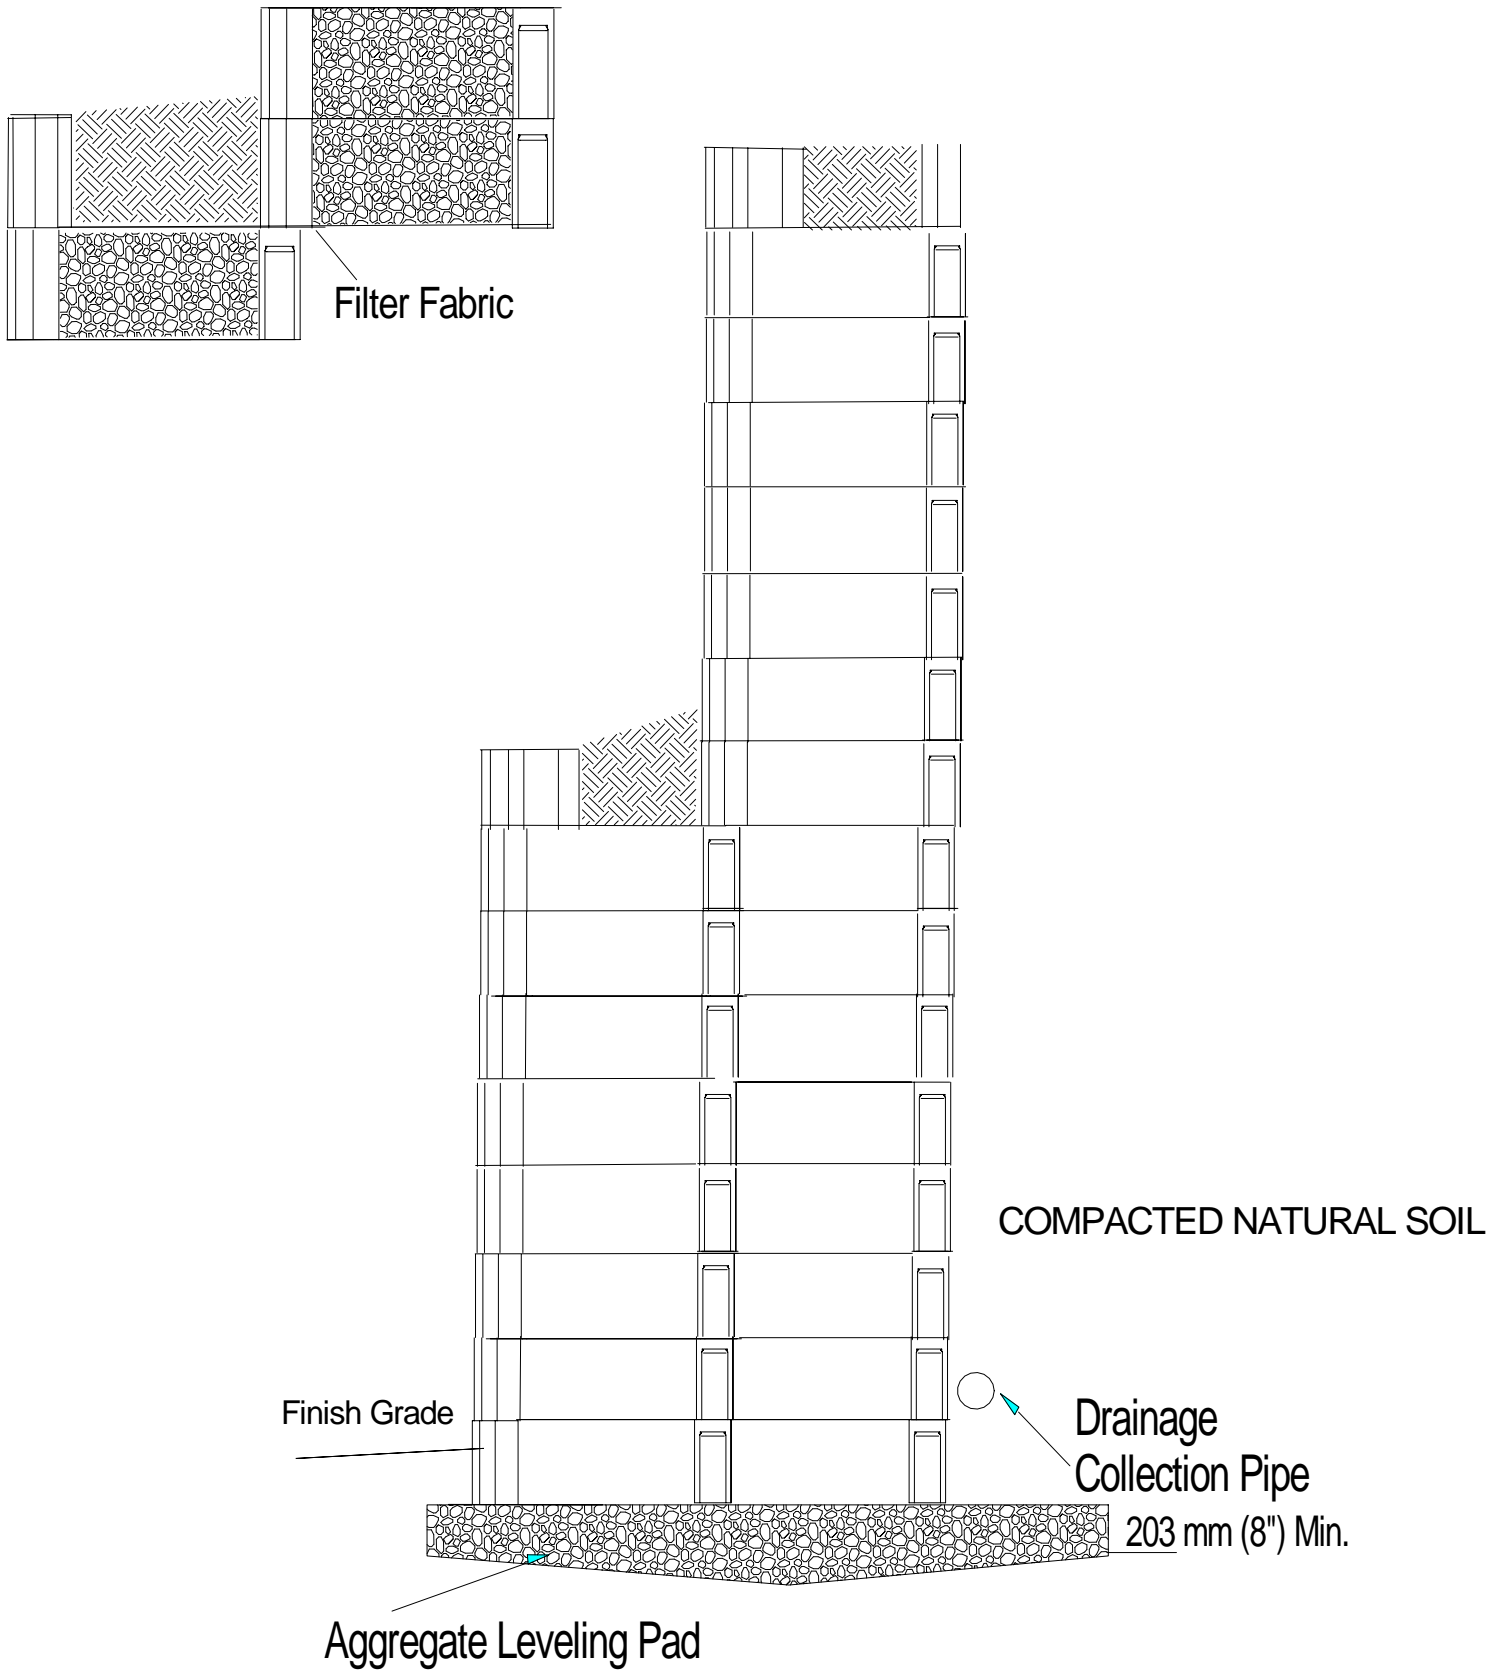 Filter Fabric
COMPACTED NATURAL SOIL
Finish Grade
Drainage
Collection Pipe
203 mm (8") Min.
Aggregate Leveling Pad